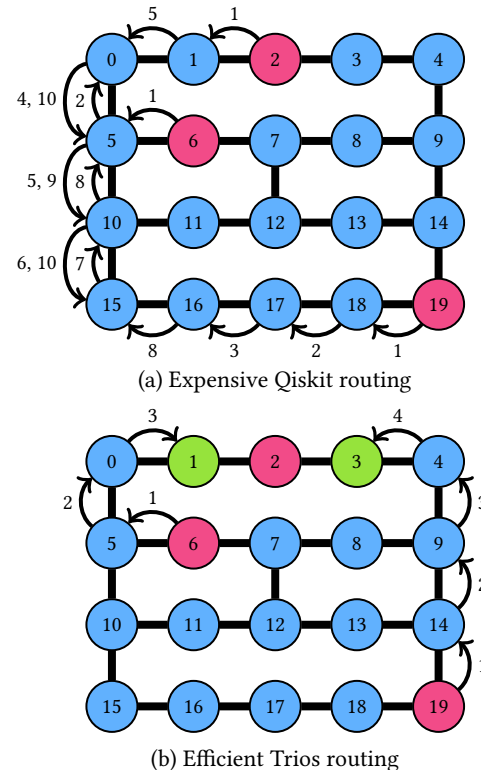 5 1
0 1 2 3 4
4, 10 2 1
5 6 7 8 9
5, 9 8
10 11 12 13 14
6, 10 7
15 16 17 18 19
8 3 2 1
(a) Expensive Qiskit routing
3 4
0 1 2 3 4
2 1 3
5 6 7 8 9
2
10 11 12 13 14
1
15 16 17 18 19
(b) Efficient Trios routing